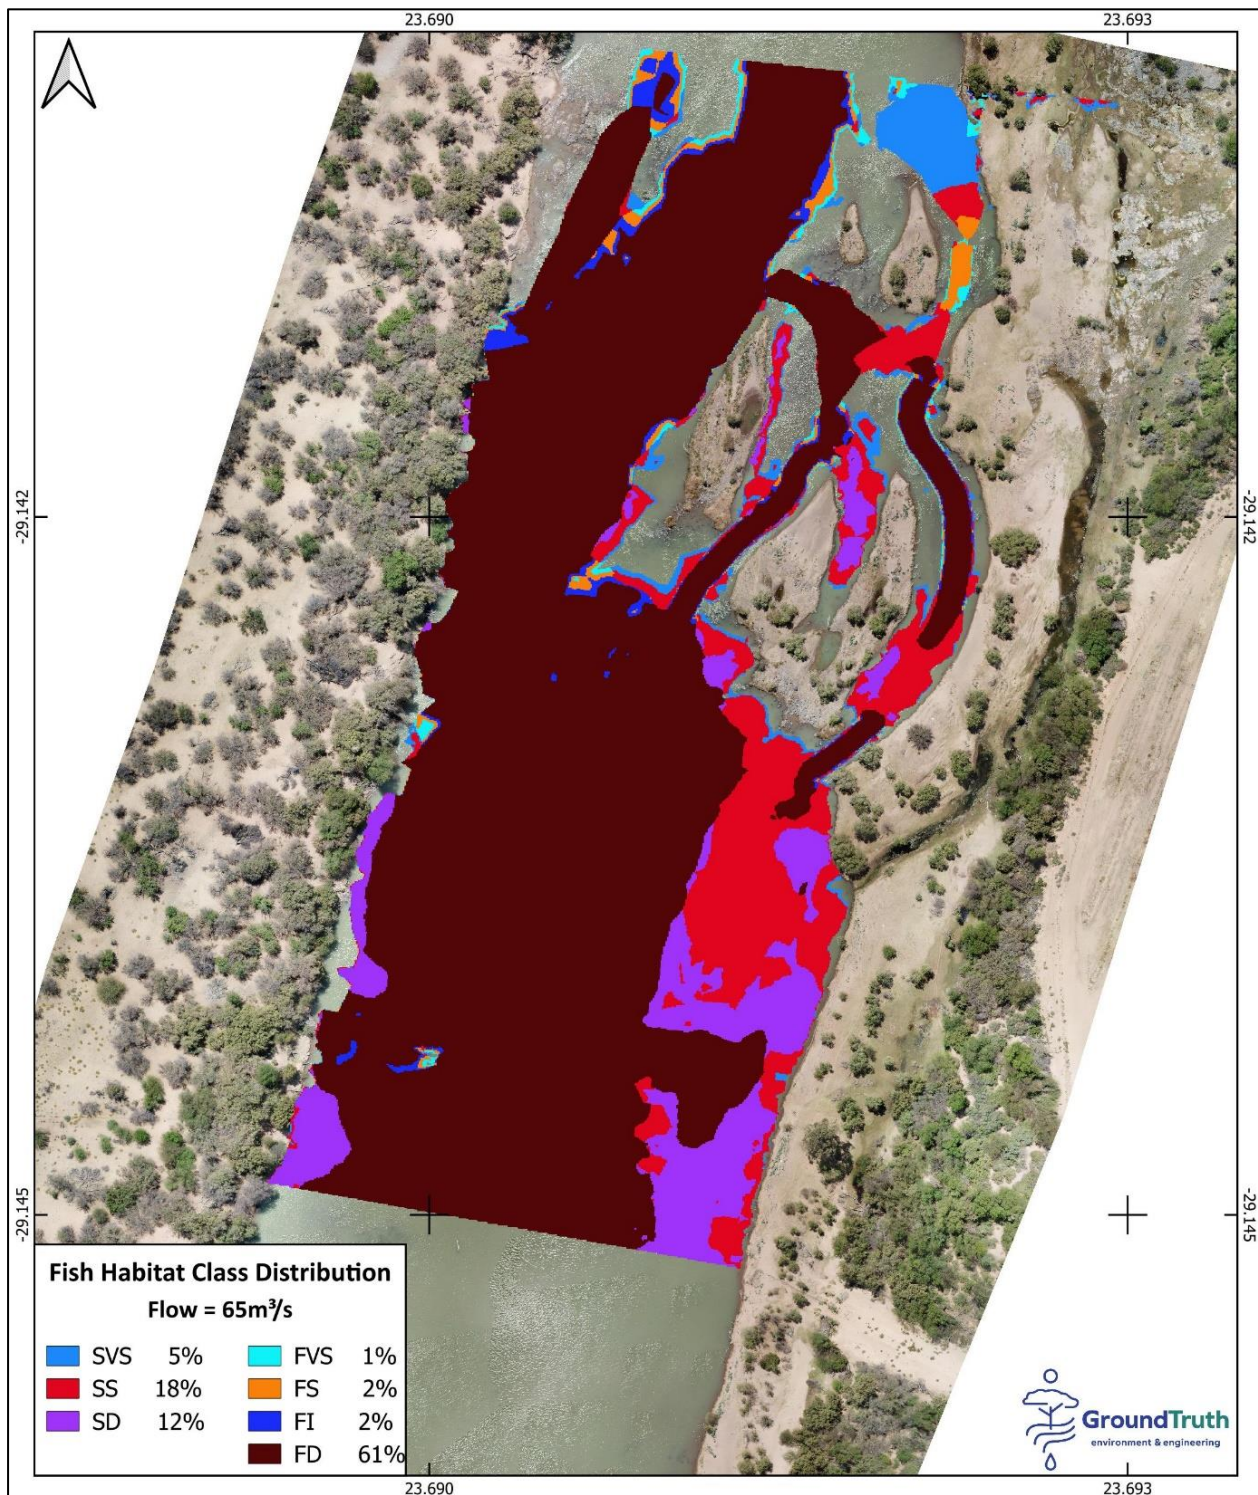 23.690
23.693
-29.142
-29.142
-29.145
-29.145
Fish Habitat Class Distribution
Flow = 65m³/s
SVS 5% FVS 1%
SS 18% FS 2%
SD 12% FI 2%
FD 61%
GroundTruth
environment & engineering
23.690
23.693